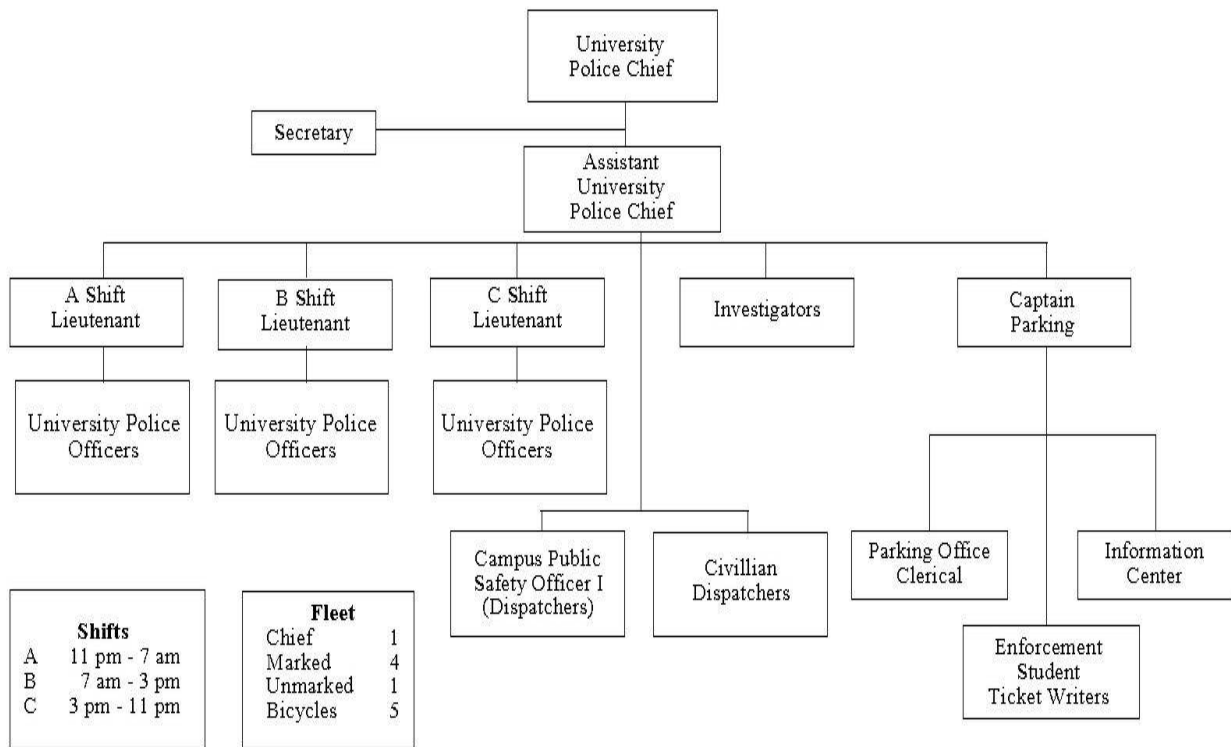 University
Police Chief
Secretary
Assistant
University
Police Chief
A Shift
Lieutenant
B Shift
Lieutenant
C Shift
Lieutenant
Investigators
Captain
Parking
University Police
Officers
University Police
Officers
University Police
Officers
Campus Public
Safety Officer I
(Dispatchers)
Civillian
Dispatchers
Parking Office
Clerical
Information
Center
Enforcement
Student
Ticket Writers
Shifts
A 11 pm - 7 am
B 7 am - 3 pm
C 3 pm - 11 pm
Fleet
Chief 1
Marked 4
Unmarked 1
Bicycles 5